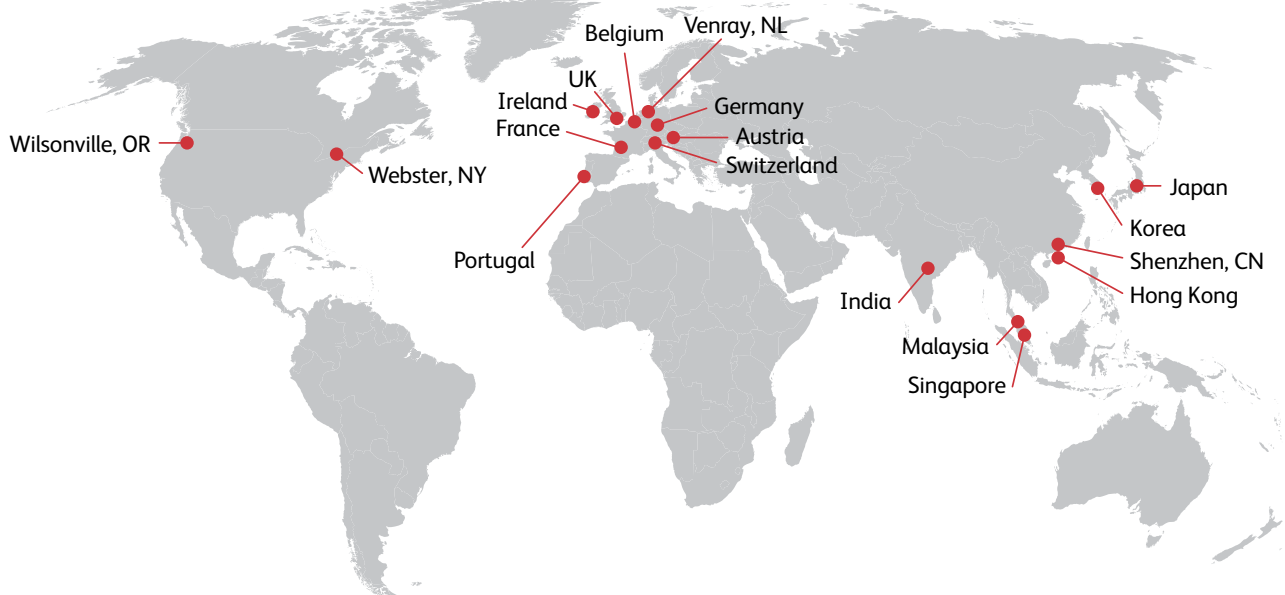 Venray, NL
Belgium
UK
Ireland
Germany
France
Austria
Wilsonville, OR
Switzerland
Webster, NY
Japan
Korea
Portugal
Shenzhen, CN
Hong Kong
India
Malaysia
Singapore